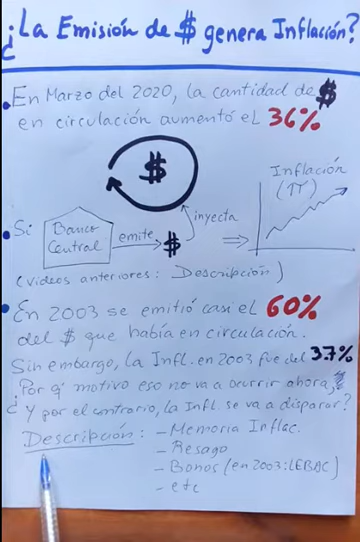 ¿La Emisión de $ genera Inflación?
• En Marzo del 2020, la cantidad de $
en circulación aumentó el 36%
$
Inflación
(π)
inyecta
• Si Banco Central emite → $ ⇒
(videos anteriores: Descripción)
• En 2003 se emitió casi el 60%
del $ que había en circulación.
Sin embargo, la Infl. en 2003 fue del 3.7%
¿Por q' motivo eso no va a ocurrir ahora,
y por el contrario, la Infl. se va a disparar?
Descripción: - Memoria Inflac.
- Resago
- Bonos (en 2003: LEBAC)
- etc